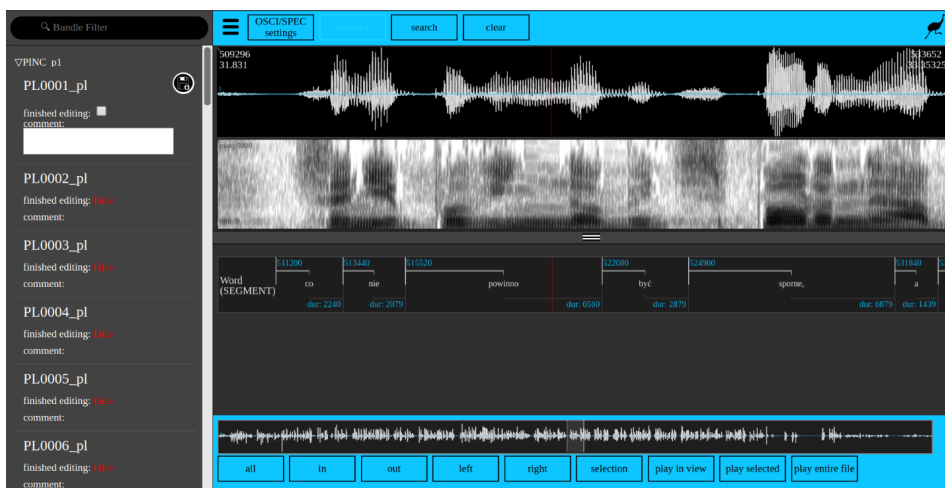 Bundle Filter
OSCI/SPEC
settings
connect
search
clear
▽PINC p1
PL0001_pl
finished editing:
comment:
PL0002_pl
finished editing: false
comment:
PL0003_pl
finished editing: false
comment:
PL0004_pl
finished editing: false
comment:
PL0005_pl
finished editing: false
comment:
PL0006_pl
finished editing: false
comment:
509296
31.831
533652
33.35325
Word
(SEGMENT)
511200
513440
515520
522080
524960
531840
co
nie
powinno
być
sporne,
a
dur: 2240
dur: 2079
dur: 6560
dur: 2879
dur: 6879
dur: 1439
all
in
out
left
right
selection
play in view
play selected
play entire file